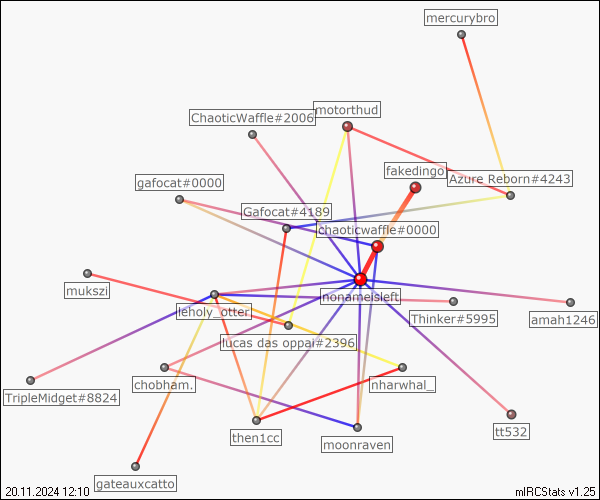 mercurybro
ChaoticWaffle#2006
motorthud
fakedingo
gafocat#0000
Azure Reborn#4243
Gafocat#4189
chaoticwaffle#0000
mukszi
nonameisleft
leholy_otter
Thinker#5995
amah1246
lucas das oppai#2396
TripleMidget#8824
chobham.
nharwhal_
then1cc
moonraven
tt532
gateauxcatto
20.11.2024 12:10
mIRCStats v1.25